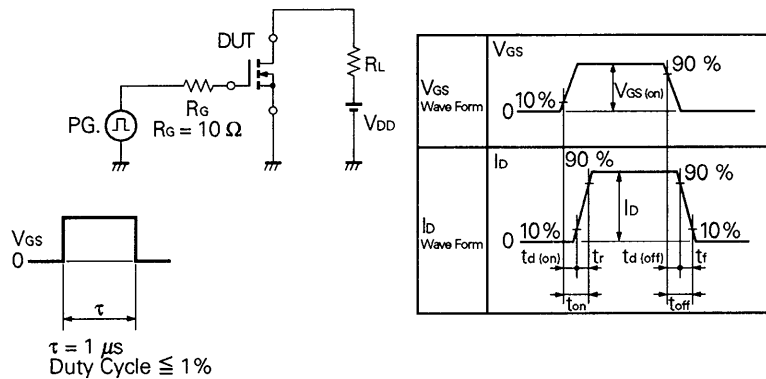 DUT
RL
RG
RG = 10 Ω
PG.
VDD
VGS
0
τ
τ = 1 μs
Duty Cycle ≦ 1%
VGS
Wave Form
VGS
10 %
0
VGS (on)
90 %
ID
Wave Form
ID
90 %
90 %
10 %
0
ID
10 %
td (on)
tr
td (off)
tf
ton
toff